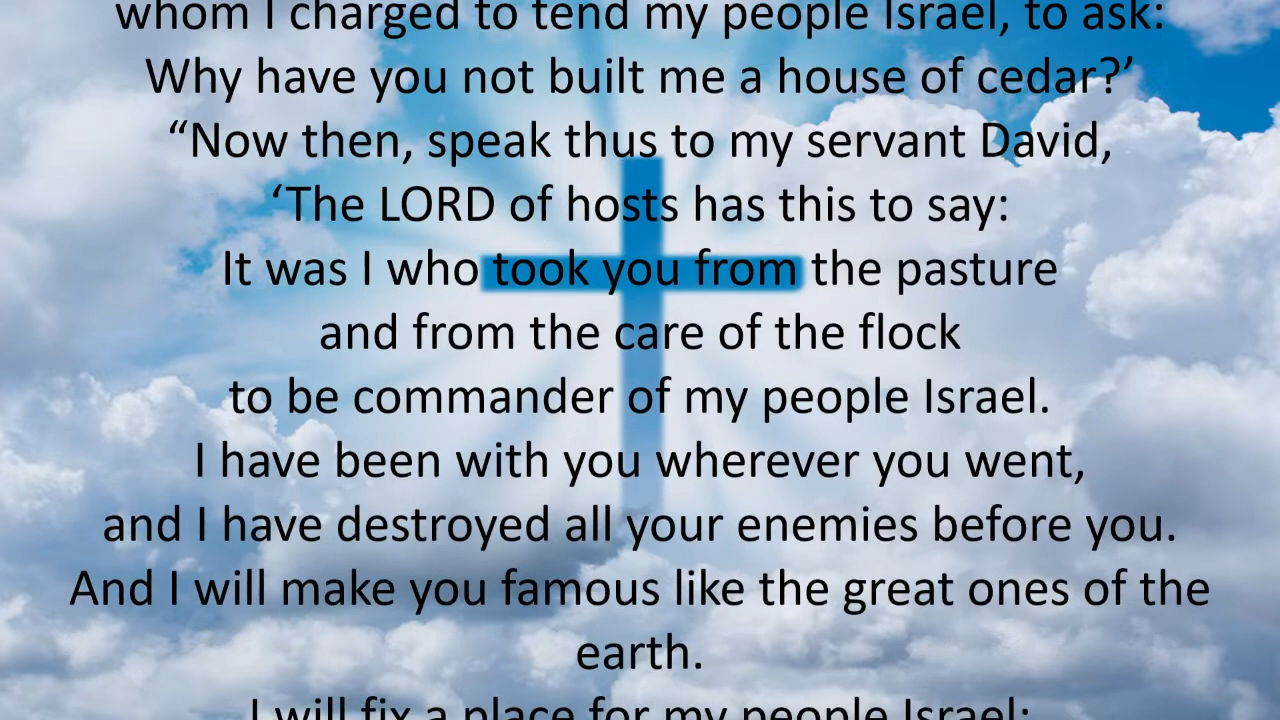 whom I charged to tend my people Israel, to ask:
Why have you not built me a house of cedar?’
“Now then, speak thus to my servant David,
‘The LORD of hosts has this to say:
It was I who took you from the pasture
and from the care of the flock
to be commander of my people Israel.
I have been with you wherever you went,
and I have destroyed all your enemies before you.
And I will make you famous like the great ones of the
earth.
I will fix a place for my people Israel;